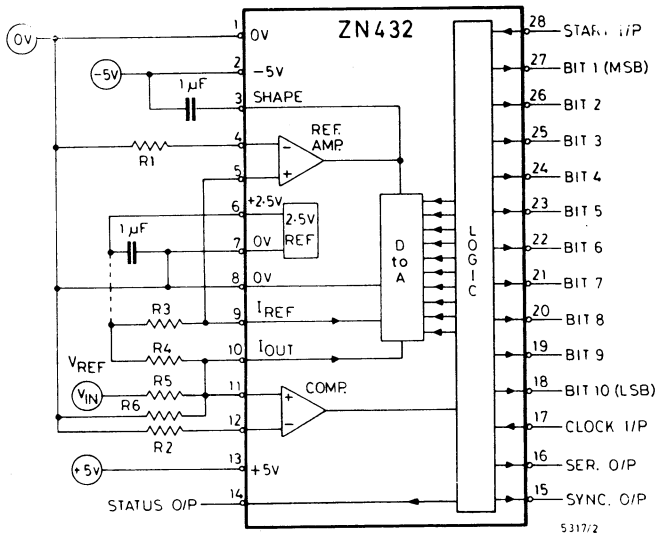 ZN432
0V
-5V
1 μF
1
0V
2
-5V
3
SHAPE
4
REF.
AMP.
R1
-
+
5
6
+2.5V
2.5V
REF
1 μF
7
0V
8
0V
D
to
A
L
O
G
I
C
R3
9
IREF
VREF
R4
10
IOUT
VIN
R5
11
COMP.
+
-
R6
12
R2
+5V
13
+5V
STATUS O/P
14
28
START I/P
27
BIT 1 (MSB)
26
BIT 2
25
BIT 3
24
BIT 4
23
BIT 5
22
BIT 6
21
BIT 7
20
BIT 8
19
BIT 9
18
BIT 10 (LSB)
17
CLOCK I/P
16
SER. O/P
15
SYNC. O/P
5317/2